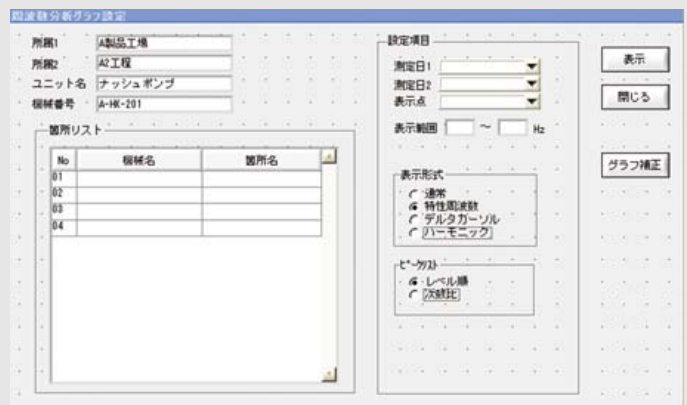 周波数分析グラフ設定
所属1 A製品工場
所属2 A2工程
ユニット名 ナッシュポンプ
機械番号 A-HK-201
箇所リスト
No 機械名 箇所名
01
02
03
04
設定項目
測定日1
測定日2
表示点
表示範囲 ~ Hz
表示形式
通常
特性周波数
デルタカーソル
ハーモニック
ピークリスト
レベル順
次数比
表示
閉じる
グラフ補正